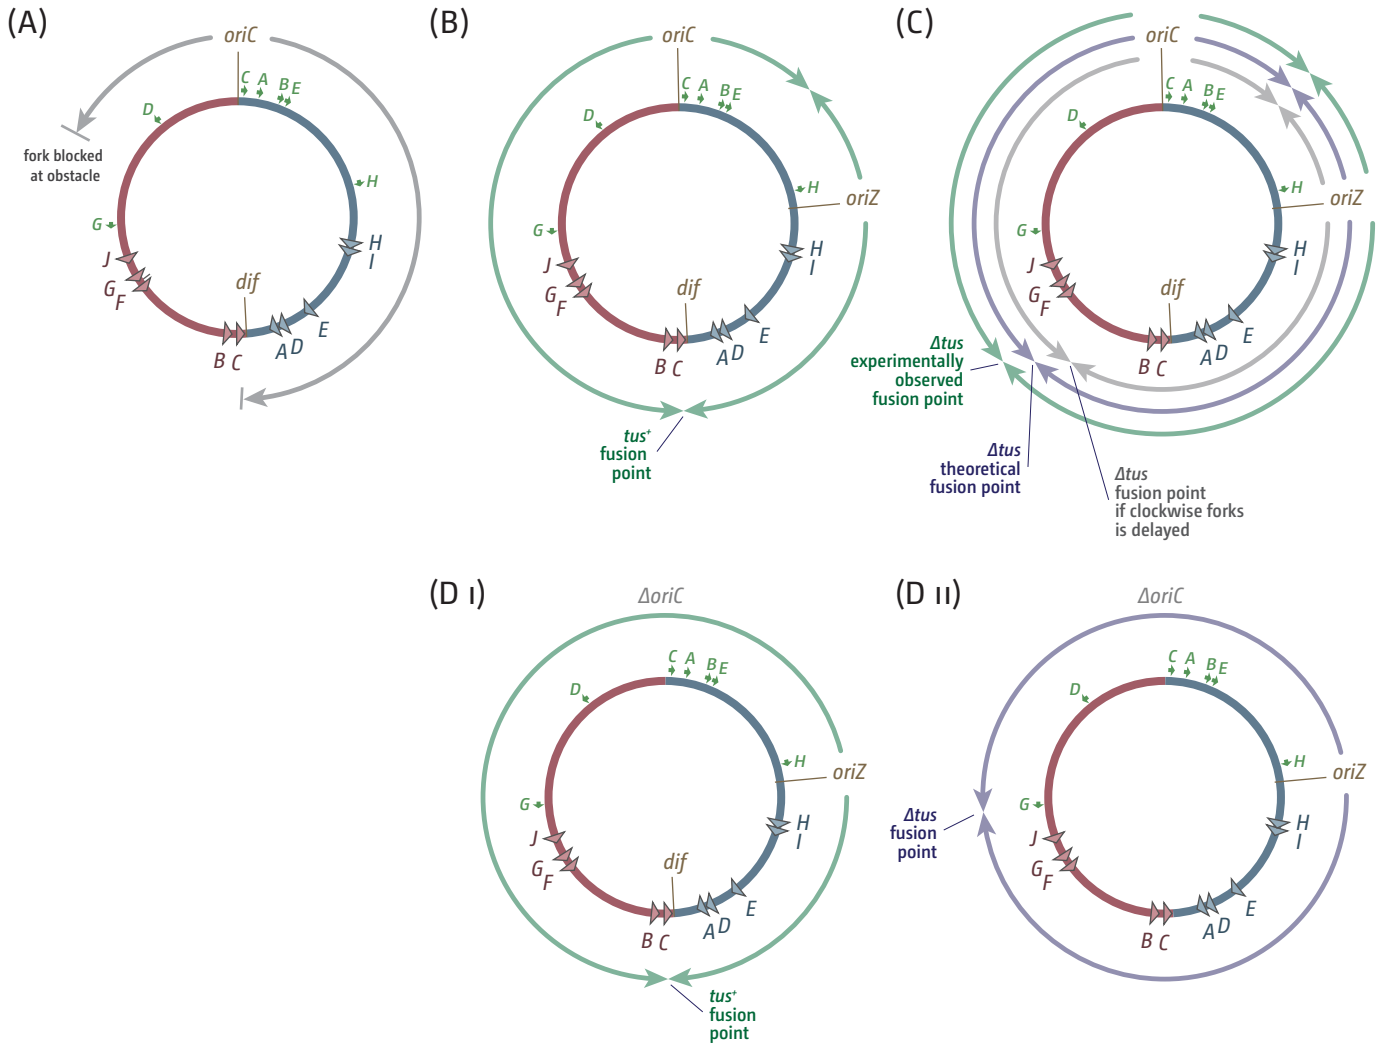 (A)
oriC
C A B E
D
fork blocked
at obstacle
H
G
H
I
J
G
F
dif
E
A D
B C
(B)
oriC
C A B E
D
H
oriZ
G
H
I
J
G
F
dif
E
A D
B C
tus+
fusion
point
(C)
oriC
C A B E
D
H
oriZ
G
H
I
J
G
F
dif
E
A D
B C
Δtus
experimentally
observed
fusion point
Δtus
theoretical
fusion point
Δtus
fusion point
if clockwise forks
is delayed
(D I)
ΔoriC
C A B E
D
H
oriZ
G
H
I
J
G
F
dif
E
A D
B C
tus+
fusion
point
(D II)
ΔoriC
C A B E
D
H
oriZ
G
Δtus
fusion
point
H
I
J
G
F
E
A D
B C